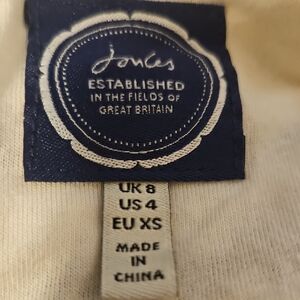 Joules
ESTABLISHED
IN THE FIELDS OF
GREAT BRITAIN
UK 8
US 4
EU XS
MADE
IN
CHINA